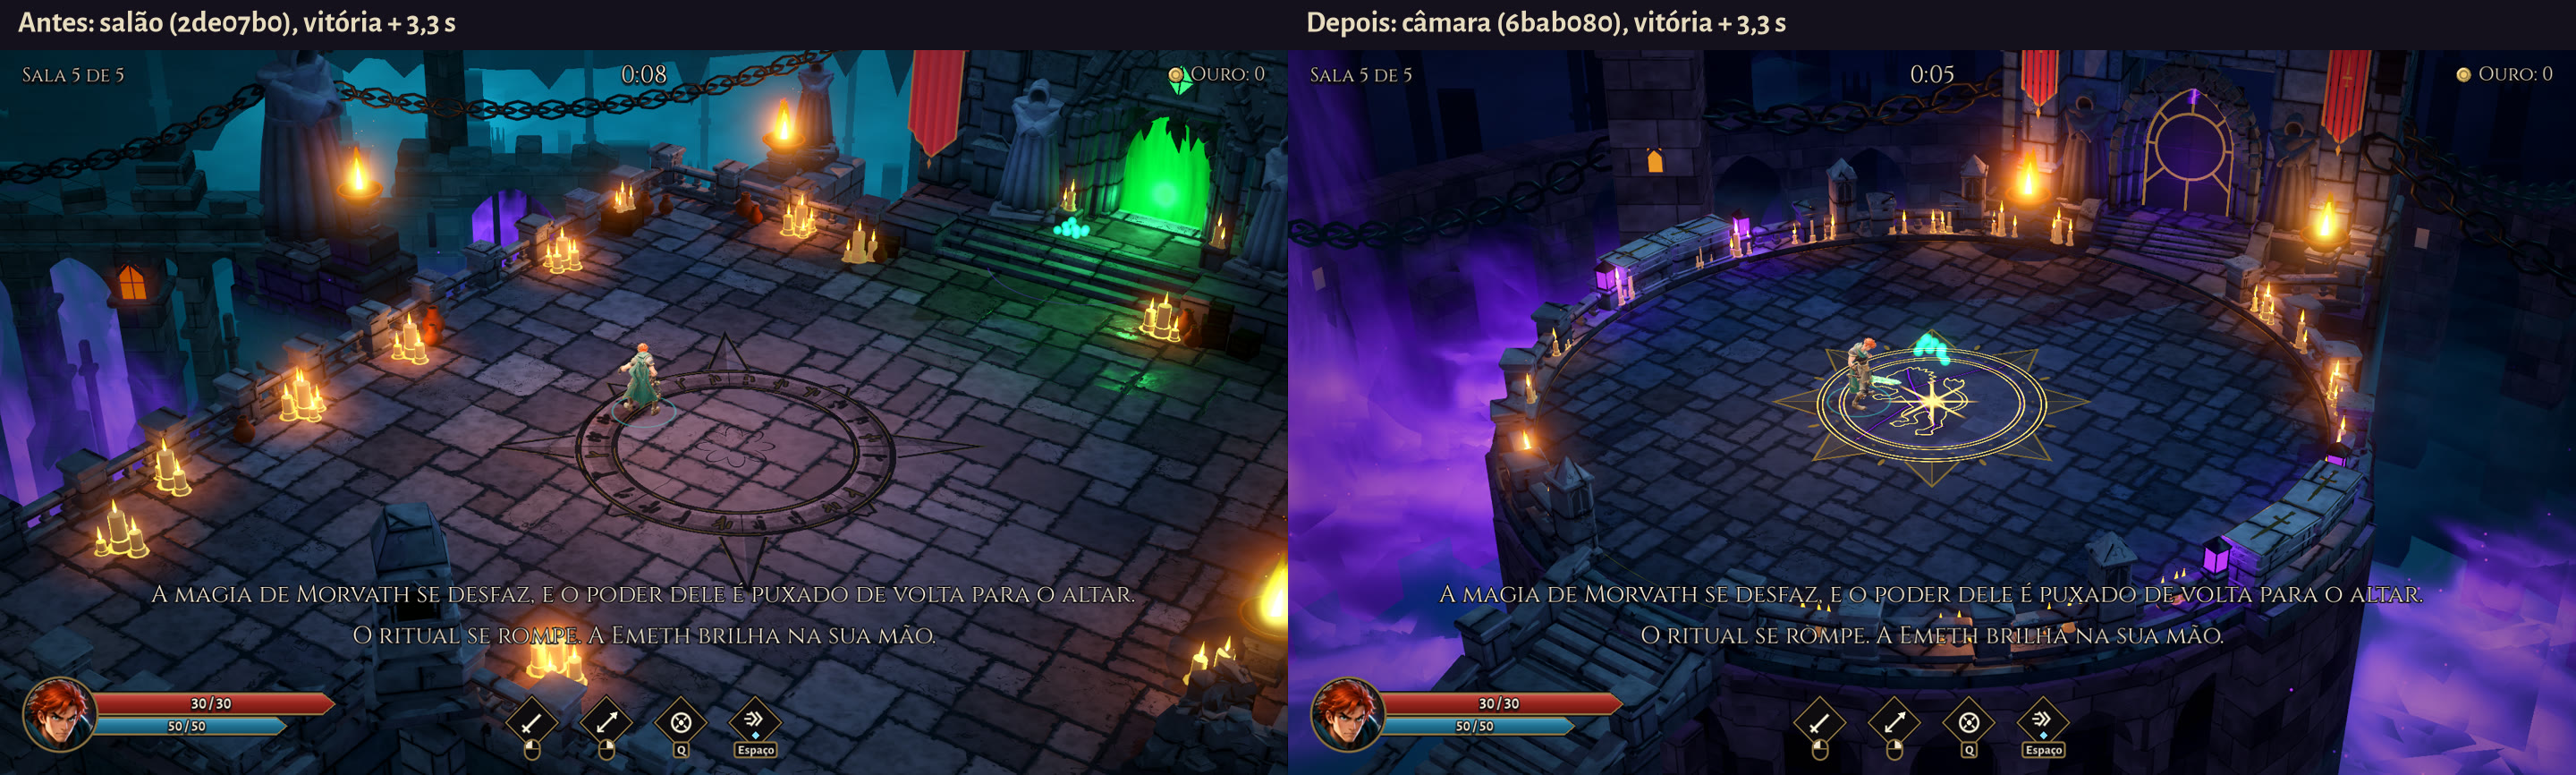 Antes: salão (2de07b0), vitória + 3,3 s
Sala 5 de 5
0:08
Ouro: 0
A magia de Morvath se desfaz, e o poder dele é puxado de volta para o altar.
O ritual se rompe. A Emeth brilha na sua mão.
30/30
50/50
Q
Espaço
Depois: câmara (6bab080), vitória + 3,3 s
Sala 5 de 5
0:05
Ouro: 0
A magia de Morvath se desfaz, e o poder dele é puxado de volta para o altar.
O ritual se rompe. A Emeth brilha na sua mão.
30/30
50/50
Q
Espaço